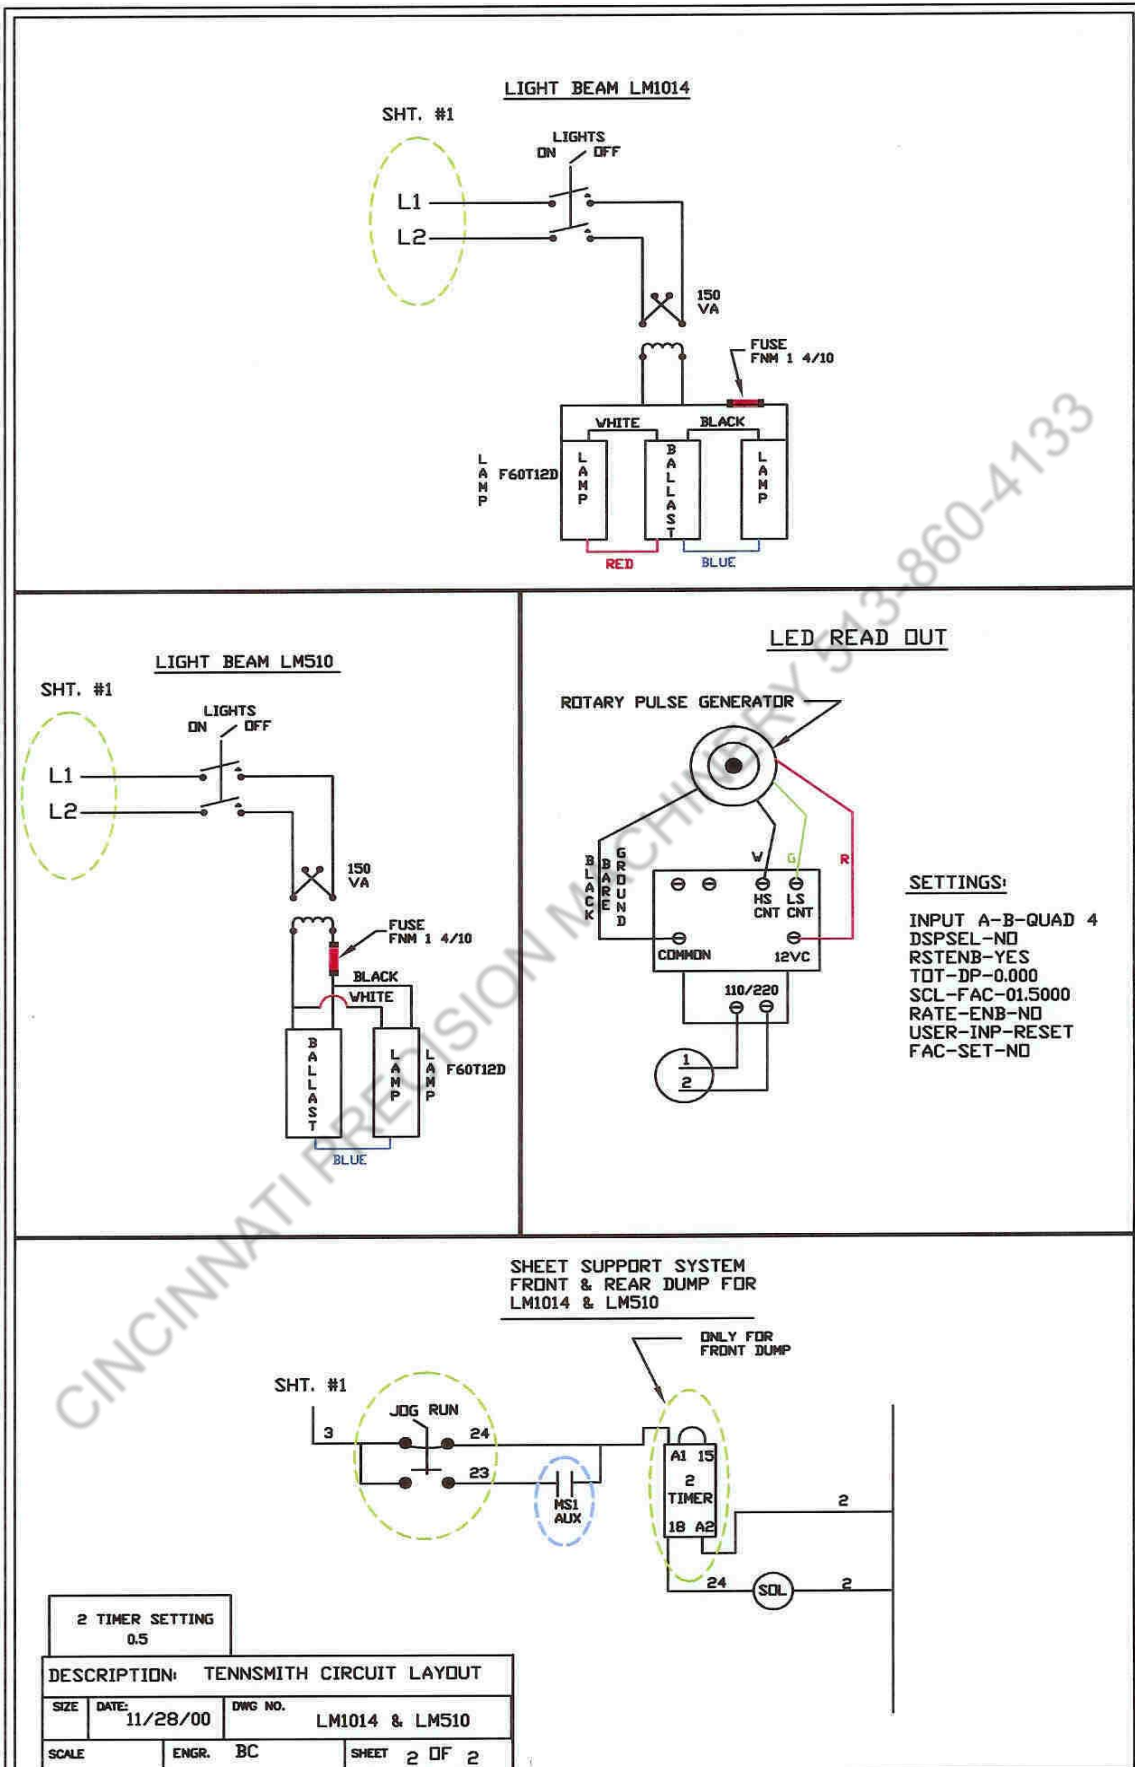 LIGHT BEAM LM1014
SHT. #1
LIGHTS
ON OFF
L1
L2
150
VA
FUSE
FNM 1 4/10
WHITE
BLACK
LAMP
F60T12D
LAMP
BALLAST
LAMP
RED
BLUE
LIGHT BEAM LM510
SHT. #1
LIGHTS
ON OFF
L1
L2
150
VA
FUSE
FNM 1 4/10
BLACK
WHITE
BALLAST
LAMP
LAMP
F60T12D
BLUE
LED READ OUT
ROTARY PULSE GENERATOR
BLACK
BARE
GROUND
W
G
R
HS
CNT
LS
CNT
COMMON
12VC
110/220
1
2
SETTINGS:
INPUT A-B-QUAD 4
DSPSEL-NO
RSTENB-YES
TOT-DP-0.000
SCL-FAC-01.5000
RATE-ENB-NO
USER-INP-RESET
FAC-SET-NO
SHEET SUPPORT SYSTEM
FRONT & REAR DUMP FOR
LM1014 & LM510
ONLY FOR
FRONT DUMP
SHT. #1
3
JOG RUN
24
23
MS1
AUX
A1 15
2
TIMER
18 A2
2
24
SOL
2
2 TIMER SETTING
0.5
DESCRIPTION: TENNSMITH CIRCUIT LAYOUT
SIZE
DATE: 11/28/00
DWG NO. LM1014 & LM510
SCALE
ENGR. BC
SHEET 2 OF 2
CINCINNATI PRECISION MACHINERY 513-860-4133